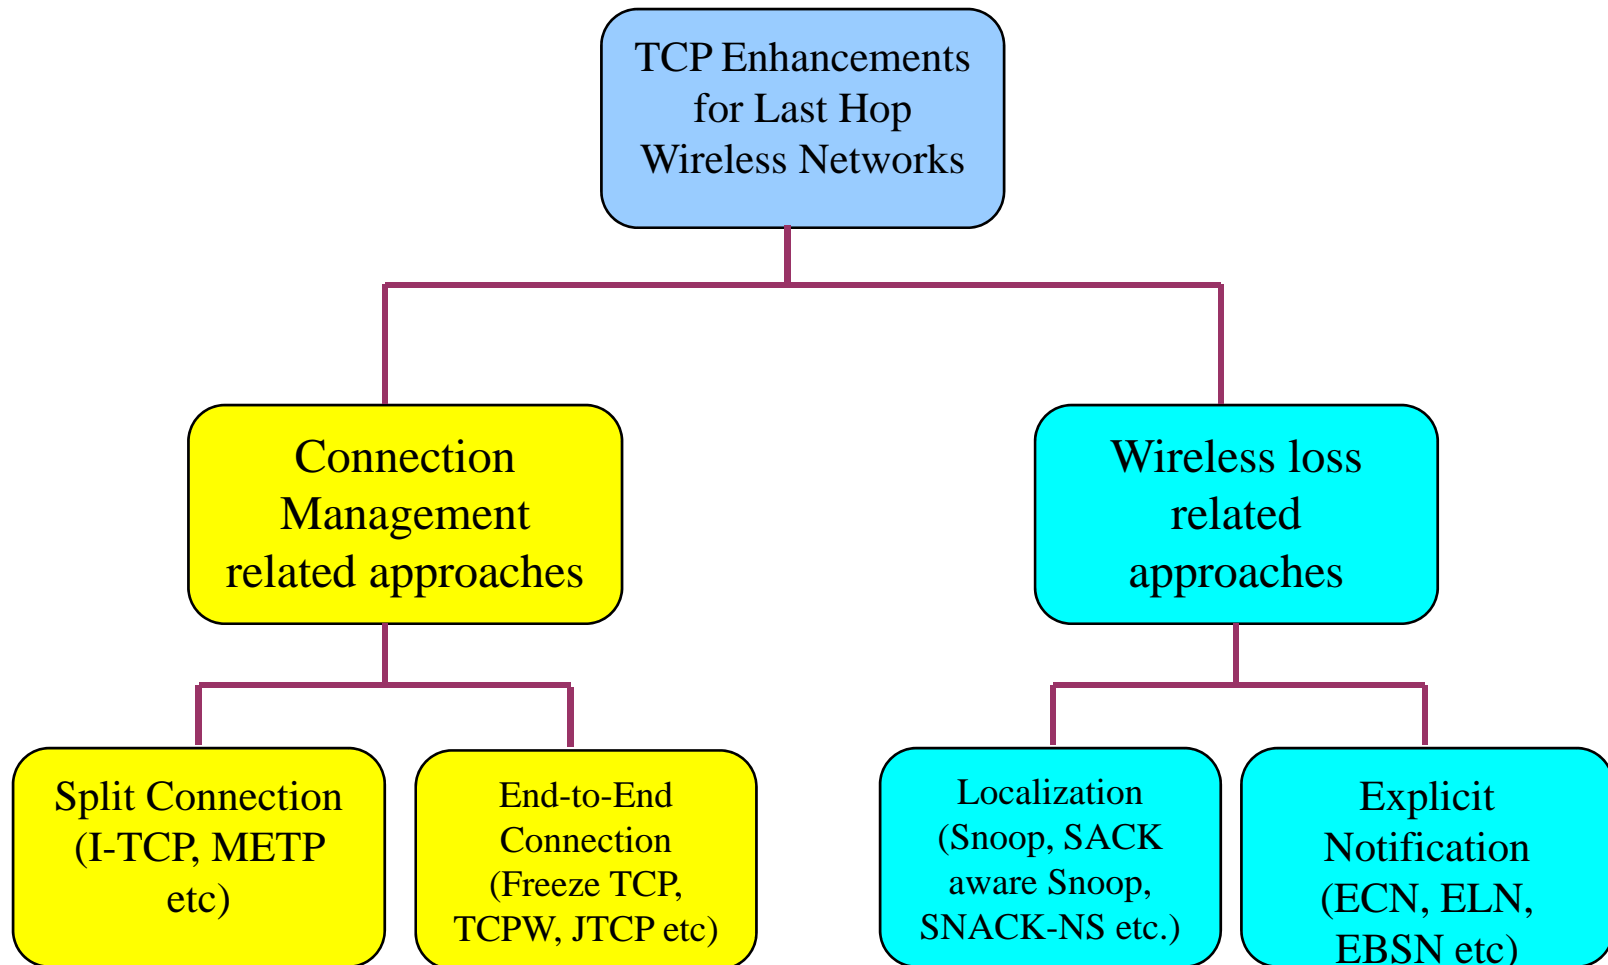 TCP Enhancements
for Last Hop
Wireless Networks
Connection
Management
related approaches
Wireless loss
related
approaches
Split Connection
(I-TCP, METP
etc)
End-to-End
Connection
(Freeze TCP,
TCPW, JTCP etc)
Localization
(Snoop, SACK
aware Snoop,
SNACK-NS etc.)
Explicit
Notification
(ECN, ELN,
EBSN etc)